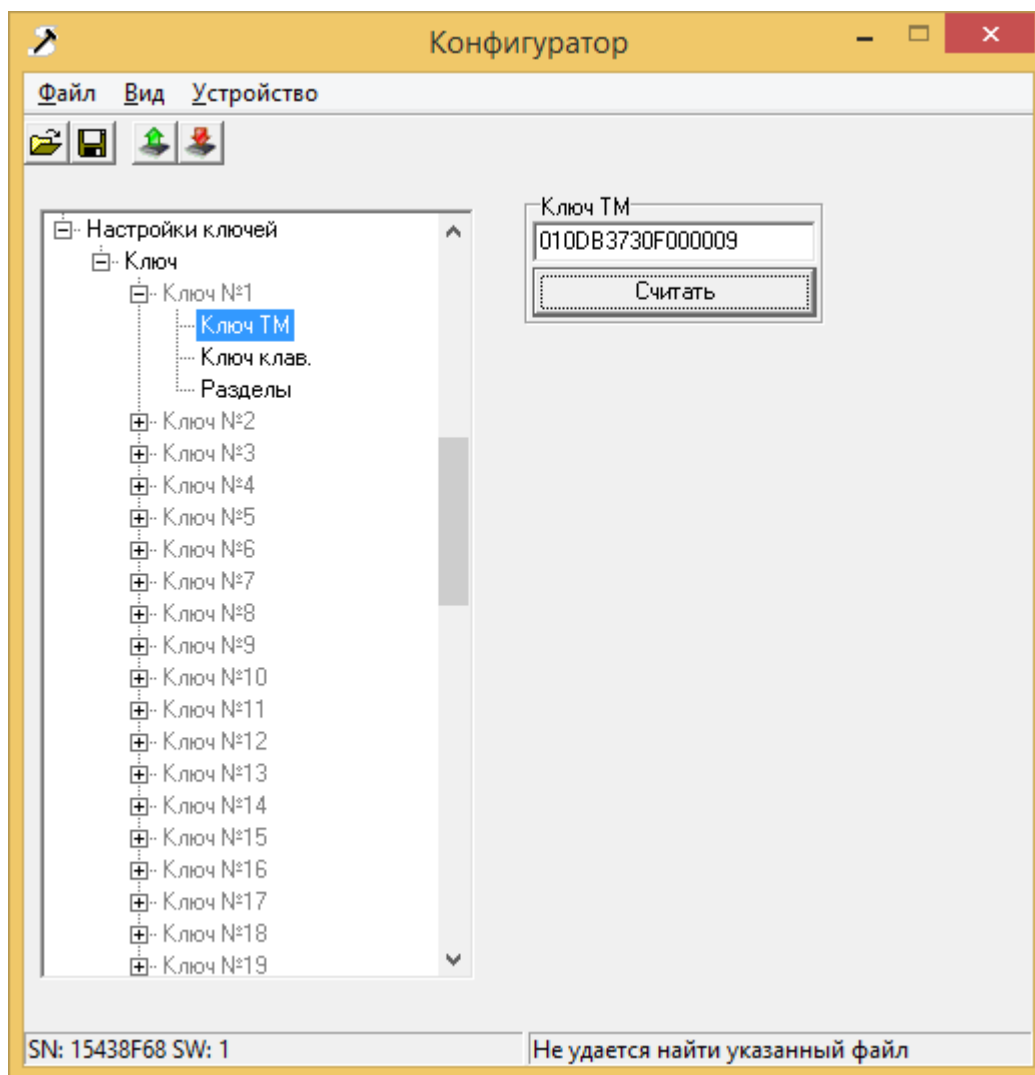 Конфигуратор
Файл Вид Устройство
Настройки ключей
Ключ
Ключ №1
Ключ ТМ
Ключ клав.
Разделы
Ключ №2
Ключ №3
Ключ №4
Ключ №5
Ключ №6
Ключ №7
Ключ №8
Ключ №9
Ключ №10
Ключ №11
Ключ №12
Ключ №13
Ключ №14
Ключ №15
Ключ №16
Ключ №17
Ключ №18
Ключ №19
Ключ ТМ
010DB3730F000009
Считать
SN: 15438F68 SW: 1
Не удается найти указанный файл